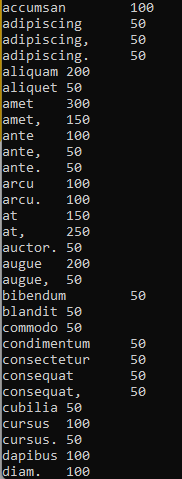 accumsan 100
adipiscing 50
adipiscing, 50
adipiscing. 50
aliquam 200
aliquet 50
amet 300
amet, 150
ante 100
ante, 50
ante. 50
arcu 100
arcu. 100
at 150
at, 250
auctor. 50
augue 200
augue, 50
bibendum 50
blandit 50
commodo 50
condimentum 50
consectetur 50
consequat 50
consequat, 50
cubilia 50
cursus 100
cursus. 50
dapibus 100
diam. 100